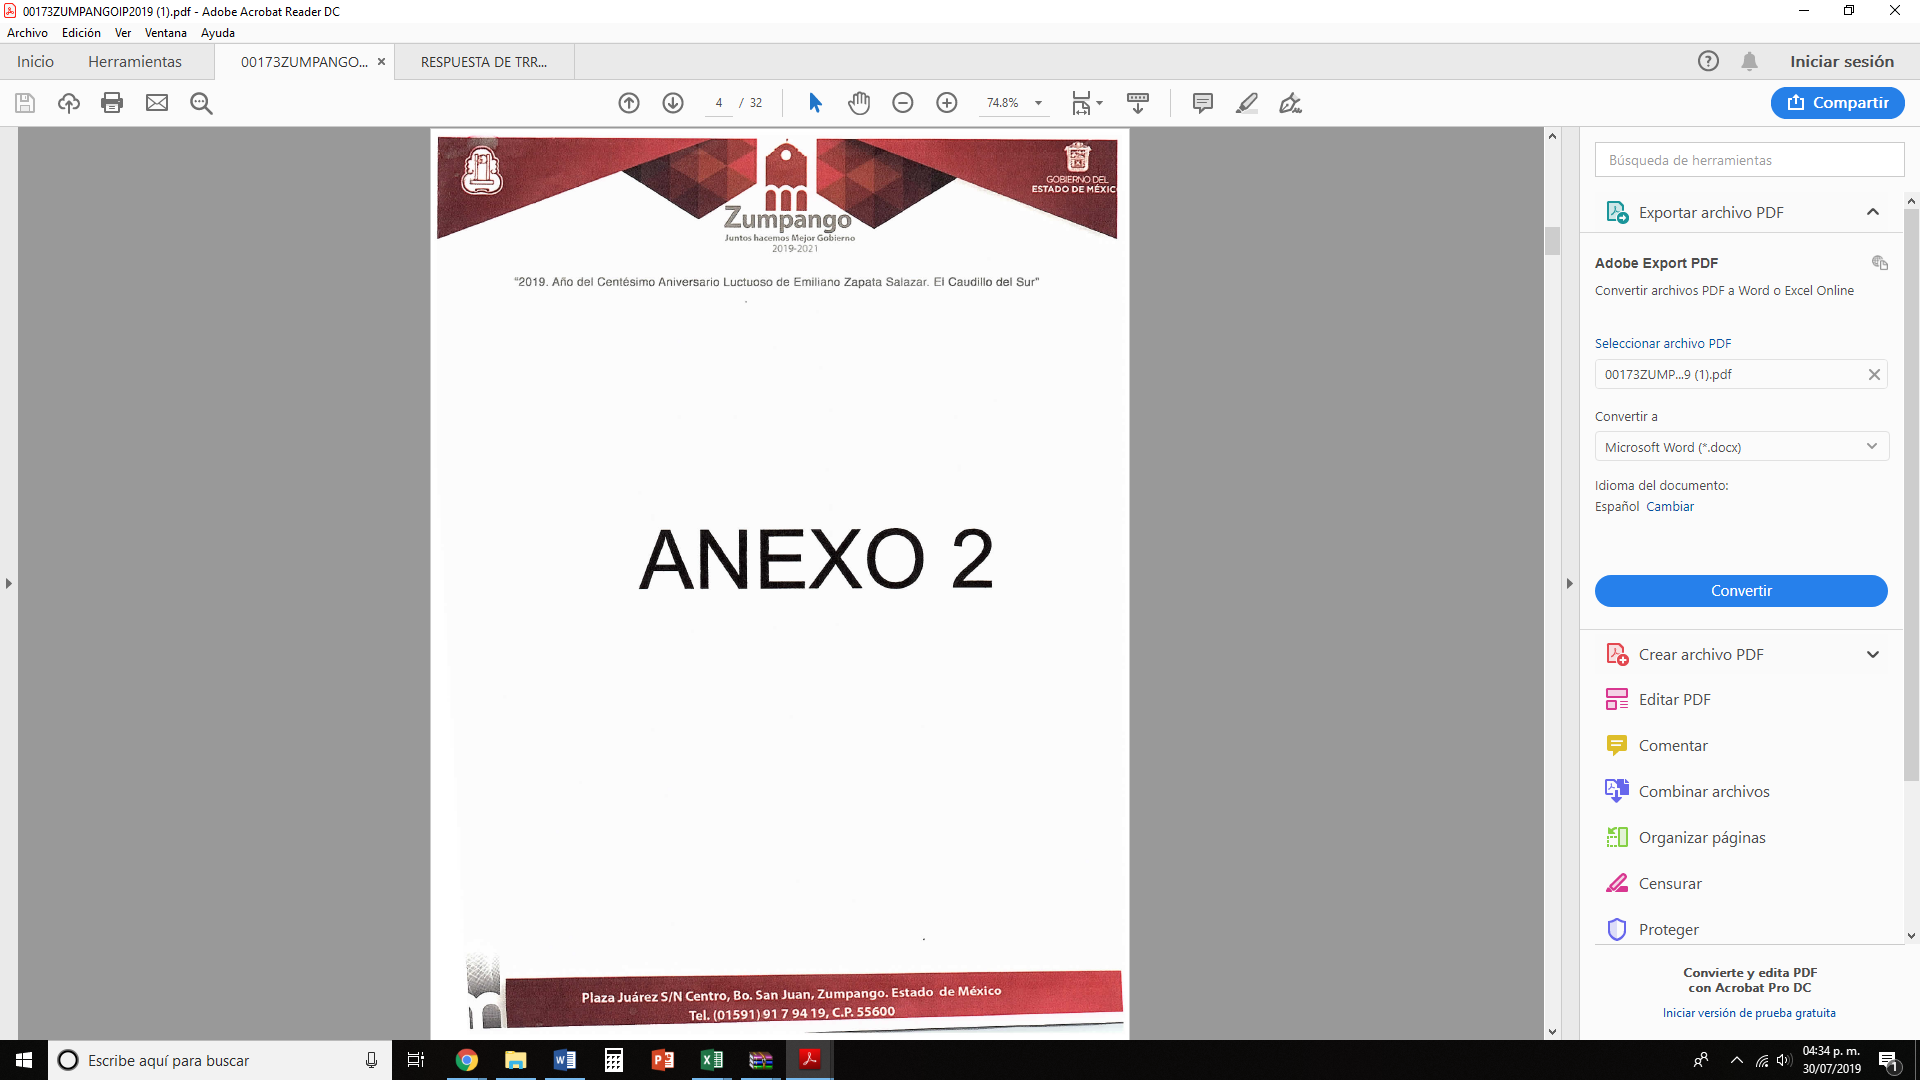 00173ZUMPANGOIP2019 (1).pdf - Adobe Acrobat Reader DC
Archivo Edición Ver Ventana Ayuda
Inicio Herramientas 00173ZUMPANGO... × RESPUESTA DE TRR... Iniciar sesión
4 / 32 74.8% Compartir
GOBIERNO DEL
ESTADO DE MÉXIC
Zumpango
Juntos hacemos Mejor Gobierno
2019-2021
"2019. Año del Centésimo Aniversario Luctuoso de Emiliano Zapata Salazar. El Caudillo del Sur"
ANEXO 2
Plaza Juárez S/N Centro, Bo. San Juan, Zumpango. Estado de México
Tel. (01591) 91 7 94 19, C.P. 55600
Búsqueda de herramientas
Exportar archivo PDF
Adobe Export PDF
Convertir archivos PDF a Word o Excel Online
Seleccionar archivo PDF
00173ZUMP...9 (1).pdf
Convertir a
Microsoft Word (*.docx)
Idioma del documento:
Español Cambiar
Convertir
Crear archivo PDF
Editar PDF
Comentar
Combinar archivos
Organizar páginas
Censurar
Proteger
Convierte y edita PDF
con Acrobat Pro DC
Iniciar versión de prueba gratuita
Escribe aquí para buscar
04:34 p. m.
30/07/2019
1